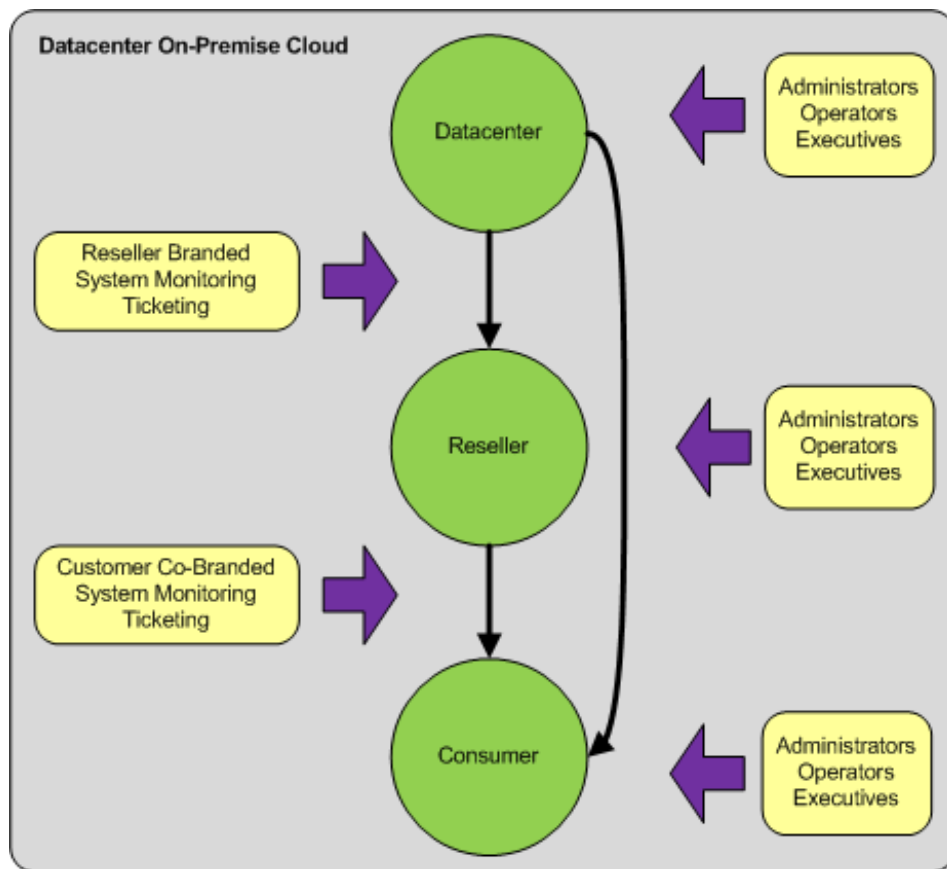 Datacenter On-Premise Cloud
Datacenter
Administrators
Operators
Executives
Reseller Branded
System Monitoring
Ticketing
Reseller
Administrators
Operators
Executives
Customer Co-Branded
System Monitoring
Ticketing
Consumer
Administrators
Operators
Executives